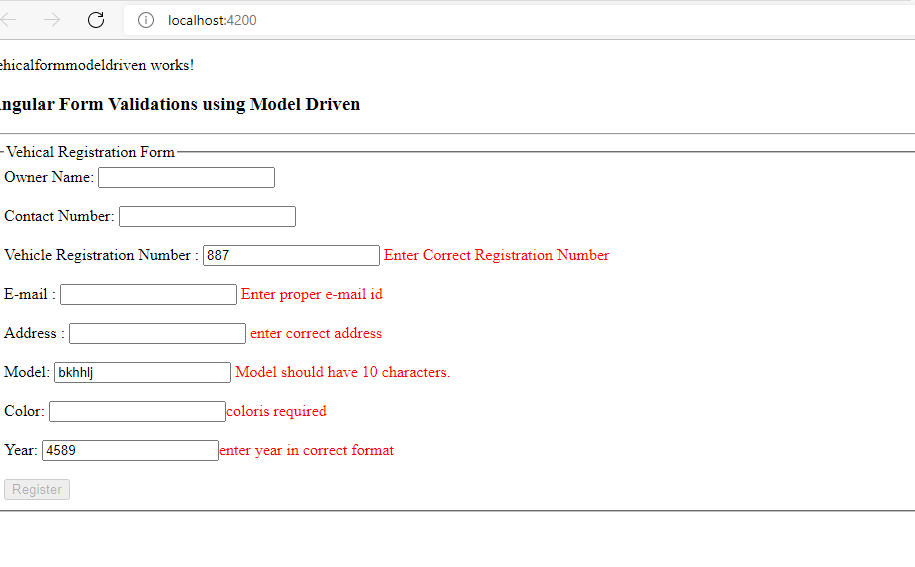 localhost:4200
ehicalformmodeldriven works!
ngular Form Validations using Model Driven
Vehical Registration Form
Owner Name:
Contact Number:
Vehicle Registration Number : 887 Enter Correct Registration Number
E-mail : Enter proper e-mail id
Address : enter correct address
Model: bkhhlj Model should have 10 characters.
Color: coloris required
Year: 4589 enter year in correct format
Register